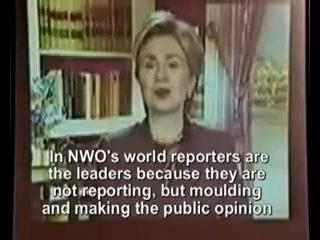 In NWO's world reporters are
the leaders because they are
not reporting, but moulding
and making the public opinion